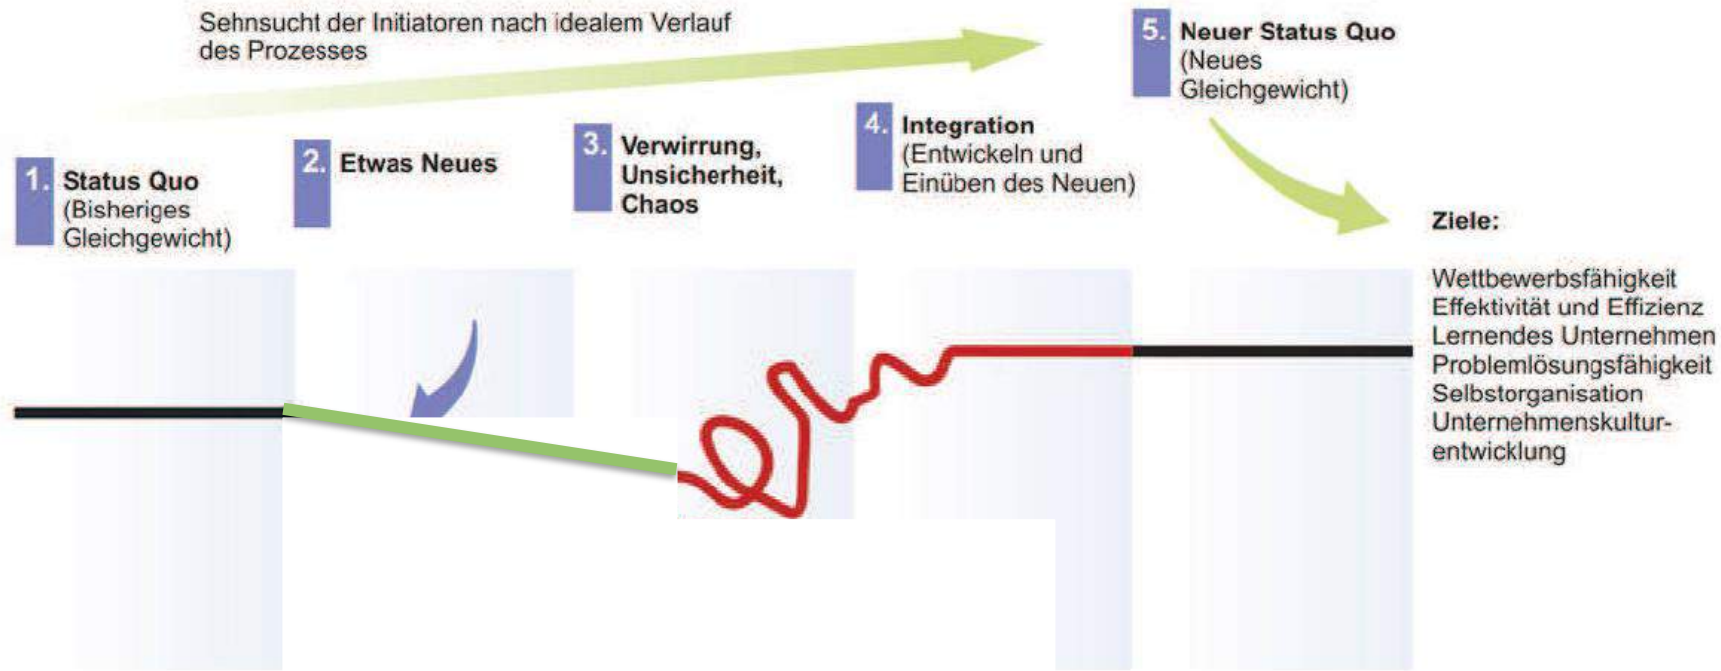 Sehnsucht der Initiatoren nach idealem Verlauf
des Prozesses
1. Status Quo
(Bisheriges
Gleichgewicht)
2. Etwas Neues
3. Verwirrung,
Unsicherheit,
Chaos
4. Integration
(Entwickeln und
Einüben des Neuen)
5. Neuer Status Quo
(Neues
Gleichgewicht)
Ziele:
Wettbewerbsfähigkeit
Effektivität und Effizienz
Lernendes Unternehmen
Problemlösungsfähigkeit
Selbstorganisation
Unternehmenskultur-
entwicklung